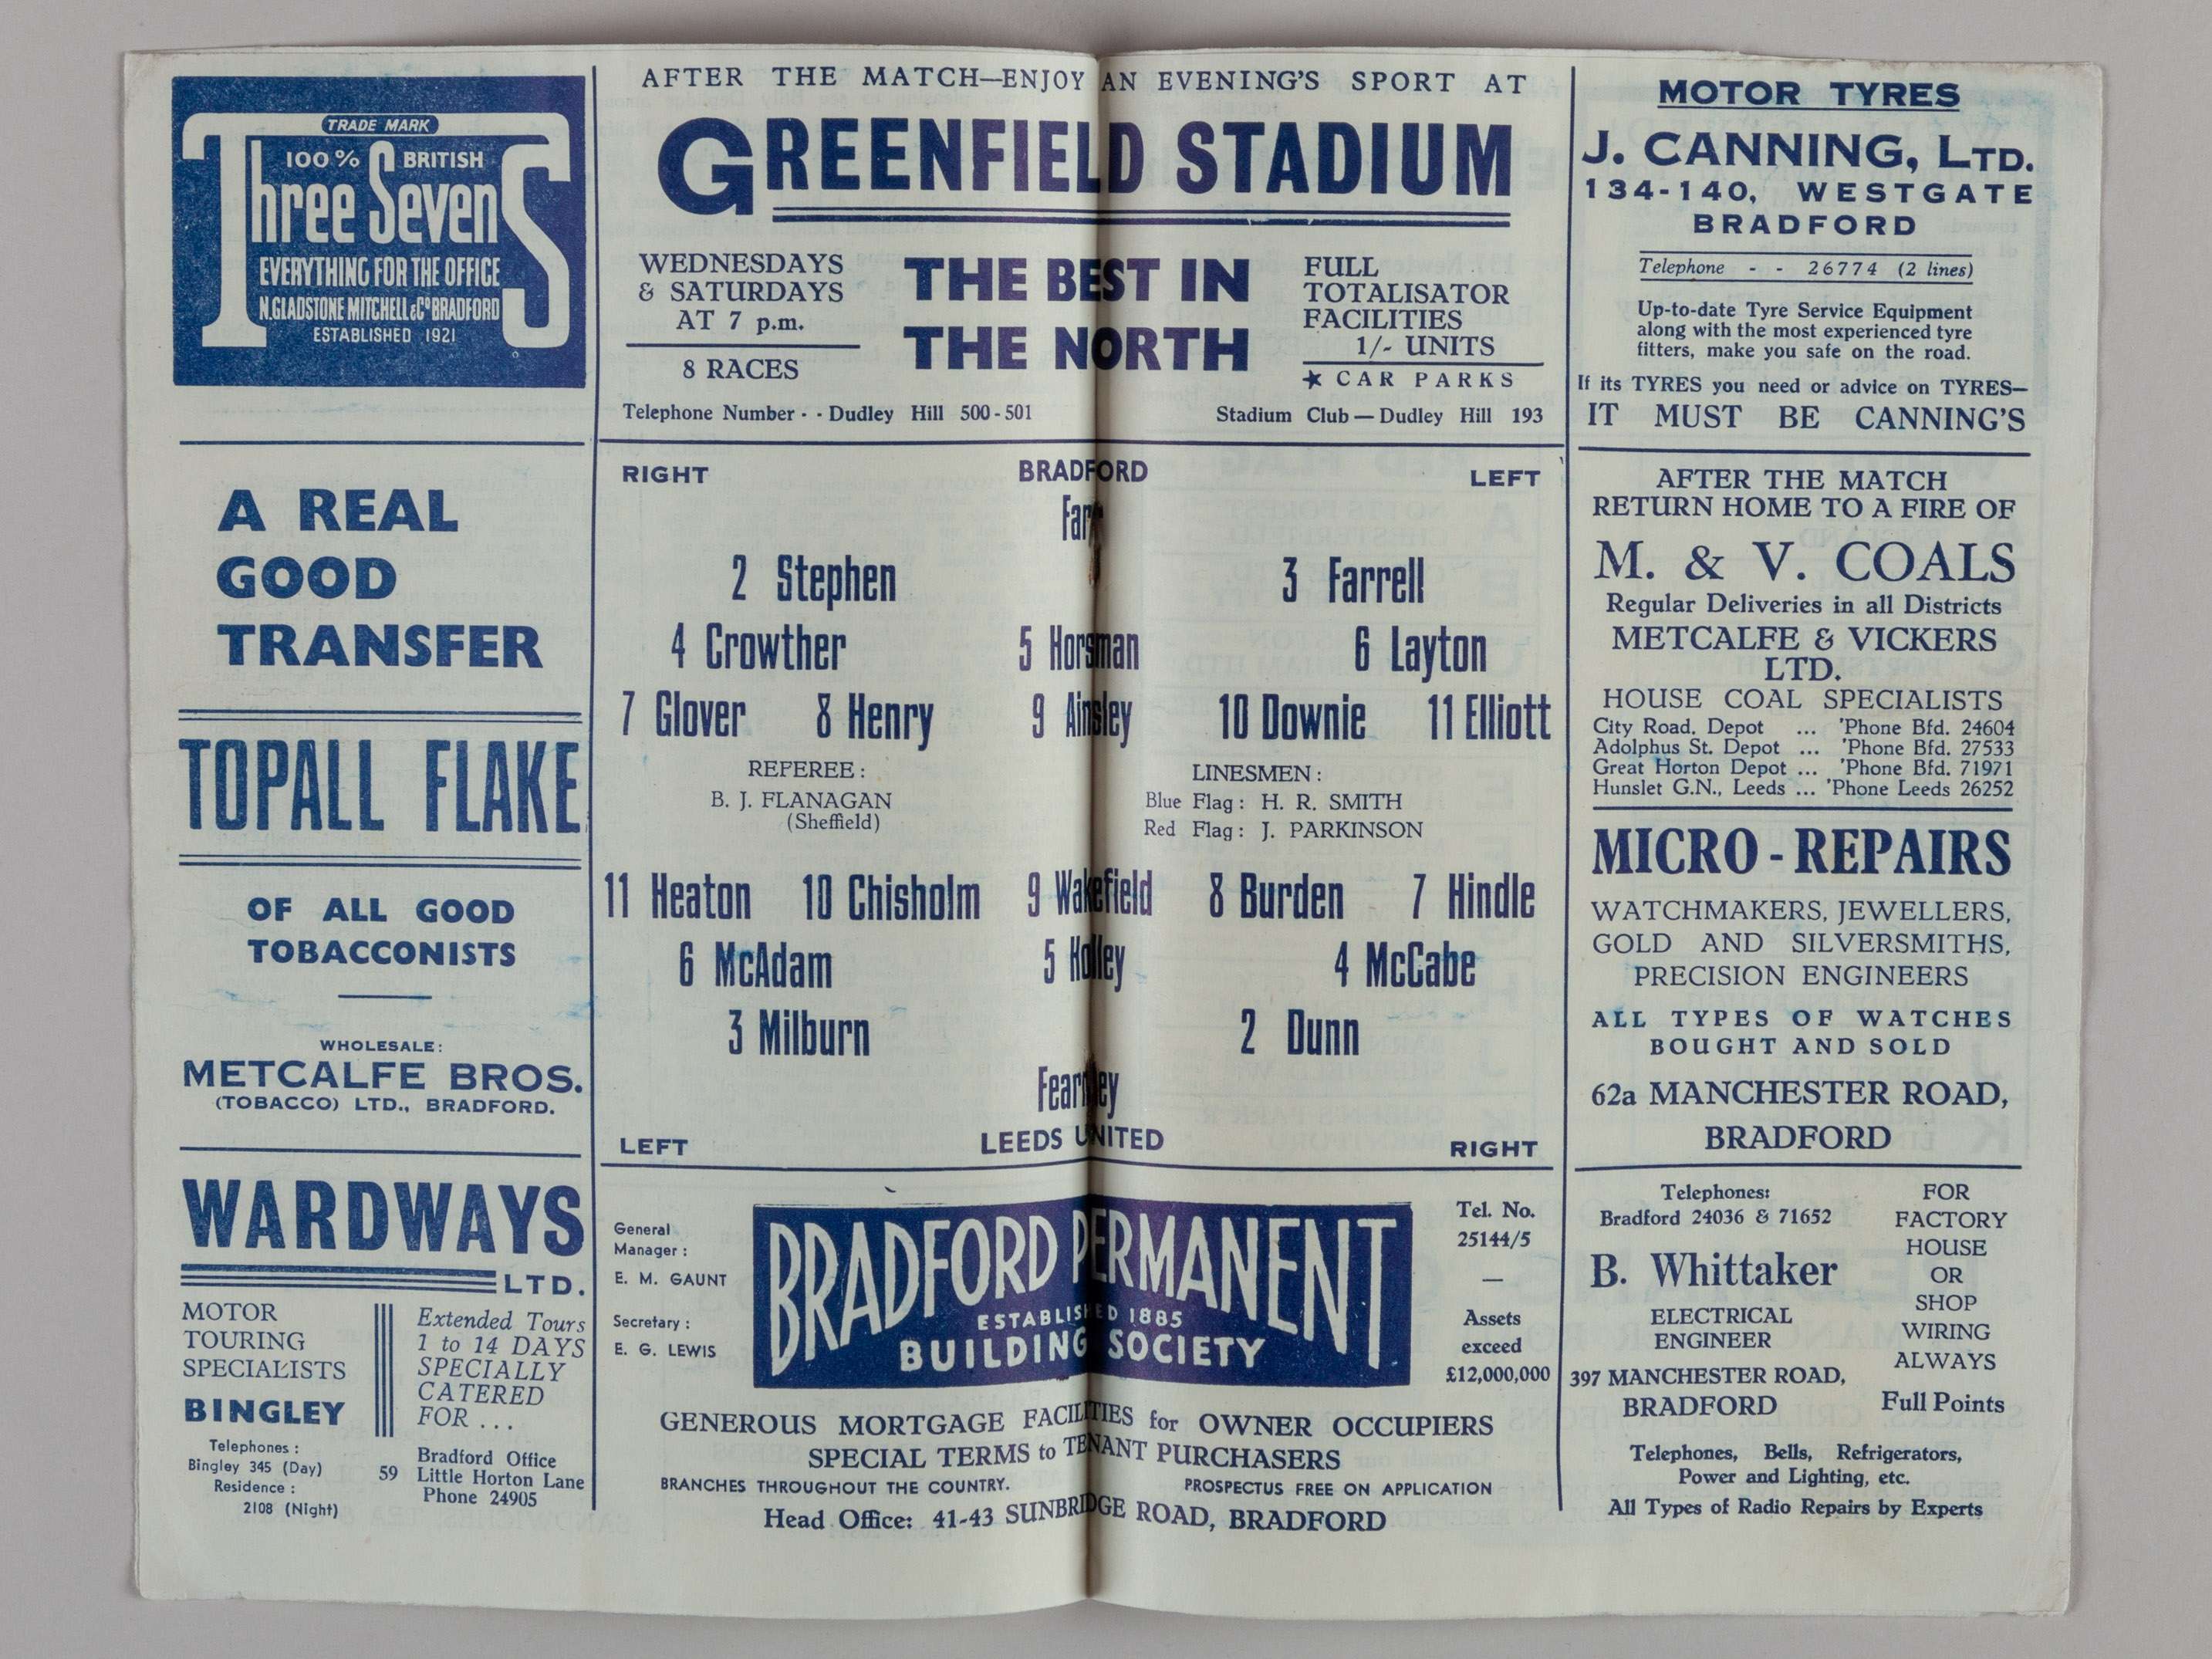 TRADE MARK
100% BRITISH
Three SevenS
EVERYTHING FOR THE OFFICE
N. GLADSTONE MITCHELL & Co BRADFORD
ESTABLISHED 1921
A REAL
GOOD
TRANSFER
TOPALL FLAKE
OF ALL GOOD
TOBACCONISTS
WHOLESALE:
METCALFE BROS.
(TOBACCO) LTD., BRADFORD.
WARDWAYS
LTD.
MOTOR
TOURING
SPECIALISTS
BINGLEY
Telephones:
Bingley 345 (Day)
Residence:
2108 (Night)
Extended Tours
1 to 14 DAYS
SPECIALLY
CATERED
FOR ...
Bradford Office
59 Little Horton Lane
Phone 24905
AFTER THE MATCH—ENJOY AN EVENING'S SPORT AT
GREENFIELD STADIUM
WEDNESDAYS
& SATURDAYS
AT 7 p.m.
8 RACES
THE BEST IN
THE NORTH
FULL
TOTALISATOR
FACILITIES
1/- UNITS
★ CAR PARKS
Telephone Number - - Dudley Hill 500-501 Stadium Club — Dudley Hill 193
RIGHT BRADFORD LEFT
Farr
2 Stephen 3 Farrell
4 Crowther 5 Horsman 6 Layton
7 Glover 8 Henry 9 Ainsley 10 Downie 11 Elliott
REFEREE:
B. J. FLANAGAN
(Sheffield)
LINESMEN:
Blue Flag: H. R. SMITH
Red Flag: J. PARKINSON
11 Heaton 10 Chisholm 9 Wakefield 8 Burden 7 Hindle
6 McAdam 5 Holley 4 McCabe
3 Milburn 2 Dunn
Fearnley
LEFT LEEDS UNITED RIGHT
General
Manager:
E. M. GAUNT
Secretary:
E. G. LEWIS
BRADFORD PERMANENT
ESTABLISHED 1885
BUILDING SOCIETY
Tel. No.
25144/5
—
Assets
exceed
£12,000,000
GENEROUS MORTGAGE FACILITIES for OWNER OCCUPIERS
SPECIAL TERMS to TENANT PURCHASERS
BRANCHES THROUGHOUT THE COUNTRY. PROSPECTUS FREE ON APPLICATION
Head Office: 41-43 SUNBRIDGE ROAD, BRADFORD
MOTOR TYRES
J. CANNING, LTD.
134-140, WESTGATE
BRADFORD
Telephone - - 26774 (2 lines)
Up-to-date Tyre Service Equipment
along with the most experienced tyre
fitters, make you safe on the road.
If its TYRES you need or advice on TYRES—
IT MUST BE CANNING'S
AFTER THE MATCH
RETURN HOME TO A FIRE OF
M. & V. COALS
Regular Deliveries in all Districts
METCALFE & VICKERS
LTD.
HOUSE COAL SPECIALISTS
City Road, Depot ... 'Phone Bfd. 24604
Adolphus St. Depot ... 'Phone Bfd. 27533
Great Horton Depot ... 'Phone Bfd. 71971
Hunslet G.N., Leeds ... 'Phone Leeds 26252
MICRO-REPAIRS
WATCHMAKERS, JEWELLERS,
GOLD AND SILVERSMITHS,
PRECISION ENGINEERS
ALL TYPES OF WATCHES
BOUGHT AND SOLD
62a MANCHESTER ROAD,
BRADFORD
Telephones:
Bradford 24036 & 71652
B. Whittaker
ELECTRICAL
ENGINEER
397 MANCHESTER ROAD,
BRADFORD
FOR
FACTORY
HOUSE
OR
SHOP
WIRING
ALWAYS
Full Points
Telephones, Bells, Refrigerators,
Power and Lighting, etc.
All Types of Radio Repairs by Experts